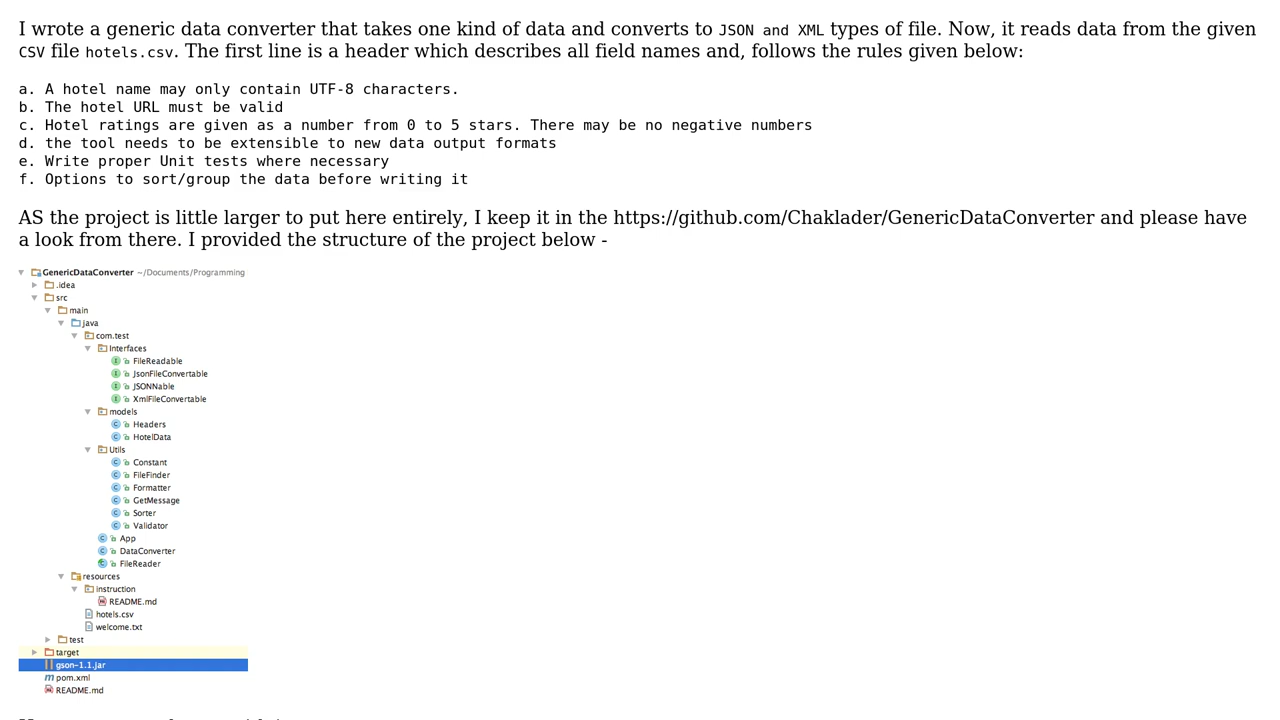 I wrote a generic data converter that takes one kind of data and converts to JSON and XML types of file. Now, it reads data from the given
CSV file hotels.csv. The first line is a header which describes all field names and, follows the rules given below:
a. A hotel name may only contain UTF-8 characters.
b. The hotel URL must be valid
c. Hotel ratings are given as a number from 0 to 5 stars. There may be no negative numbers
d. the tool needs to be extensible to new data output formats
e. Write proper Unit tests where necessary
f. Options to sort/group the data before writing it
AS the project is little larger to put here entirely, I keep it in the https://github.com/Chaklader/GenericDataConverter and please have
a look from there. I provided the structure of the project below -
GenericDataConverter ~/Documents/Programming
.idea
src
main
java
com.test
Interfaces
FileReadable
JsonFileConvertable
JSONNable
XmlFileConvertable
models
Headers
HotelData
Utils
Constant
FileFinder
Formatter
GetMessage
Sorter
Validator
App
DataConverter
FileReader
resources
instruction
README.md
hotels.csv
welcome.txt
test
target
gson-1.1.jar
pom.xml
README.md